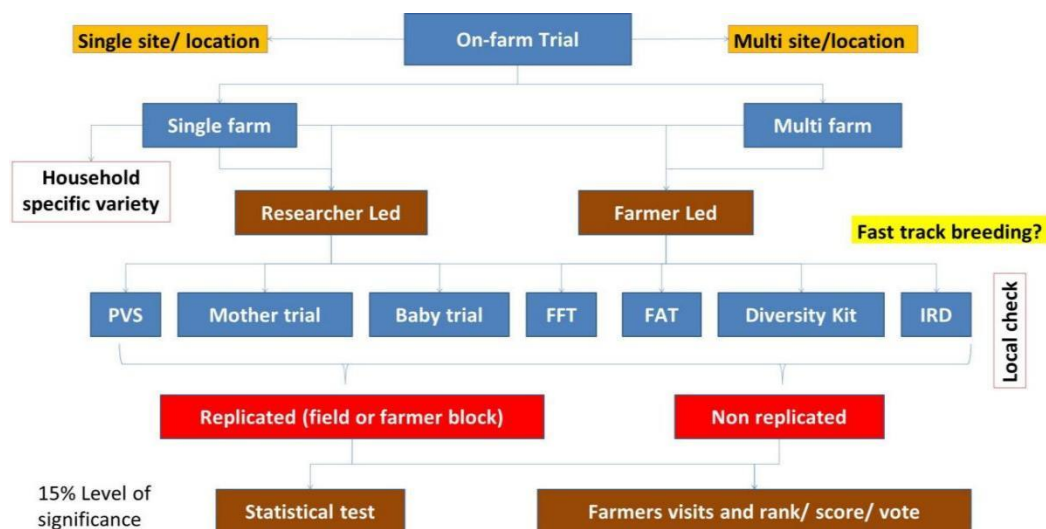 Single site/ location
On-farm Trial
Multi site/location
Single farm
Multi farm
Household
specific variety
Researcher Led
Farmer Led
Fast track breeding?
PVS
Mother trial
Baby trial
FFT
FAT
Diversity Kit
IRD
Local check
Replicated (field or farmer block)
Non replicated
15% Level of
significance
Statistical test
Farmers visits and rank/ score/ vote